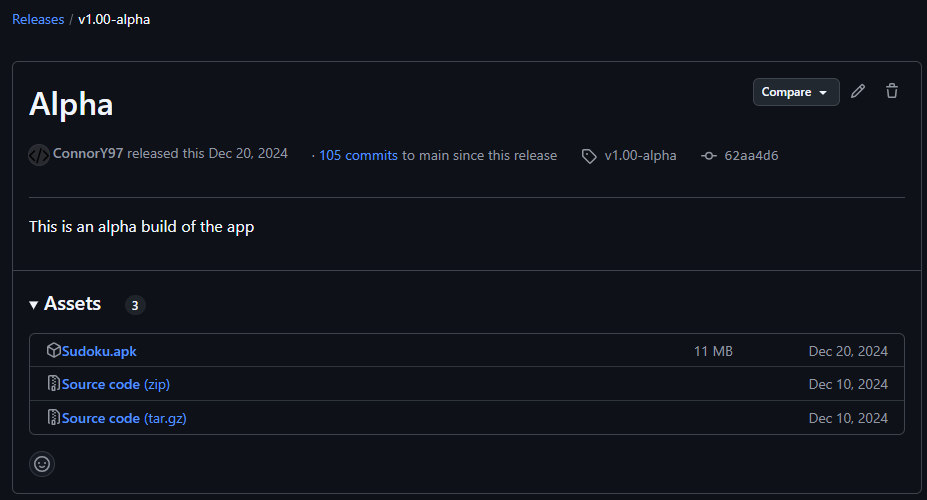 Releases / v1.00-alpha
Alpha
Compare
ConnorY97 released this Dec 20, 2024 · 105 commits to main since this release v1.00-alpha 62aa4d6
This is an alpha build of the app
Assets 3
Sudoku.apk 11 MB Dec 20, 2024
Source code (zip) Dec 10, 2024
Source code (tar.gz) Dec 10, 2024